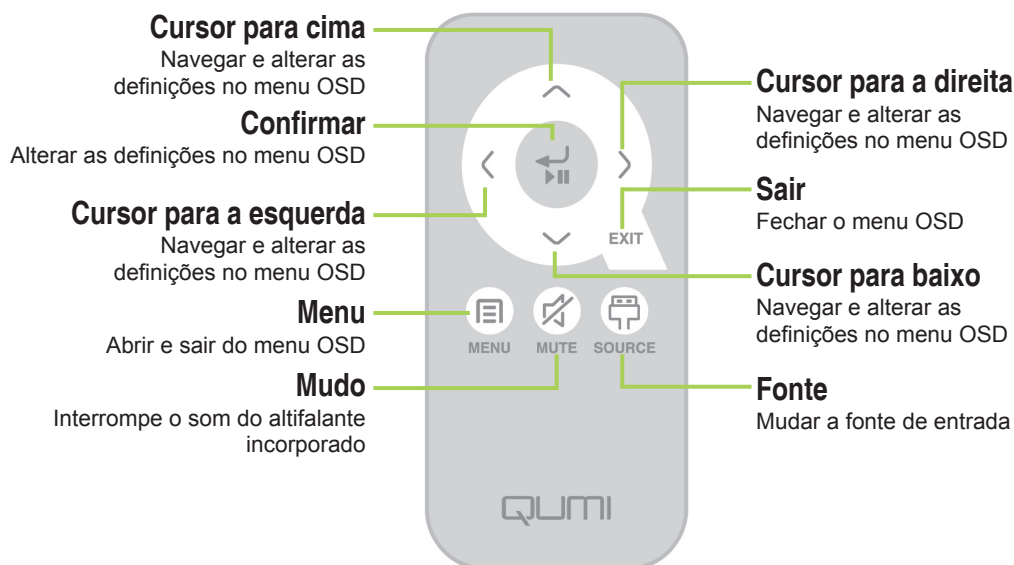 Cursor para cima
Navegar e alterar as
definições no menu OSD
Confirmar
Alterar as definições no menu OSD
Cursor para a esquerda
Navegar e alterar as
definições no menu OSD
Menu
Abrir e sair do menu OSD
Mudo
Interrompe o som do altifalante
incorporado
EXIT
MENU MUTE SOURCE
QUMI
Cursor para a direita
Navegar e alterar as
definições no menu OSD
Sair
Fechar o menu OSD
Cursor para baixo
Navegar e alterar as
definições no menu OSD
Fonte
Mudar a fonte de entrada